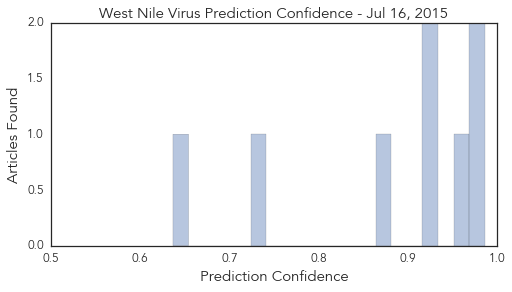 West Nile Virus Prediction Confidence - Jul 16, 2015
2.0
1.5
1.0
0.5
0.0
Articles Found
0.5 0.6 0.7 0.8 0.9 1.0
Prediction Confidence